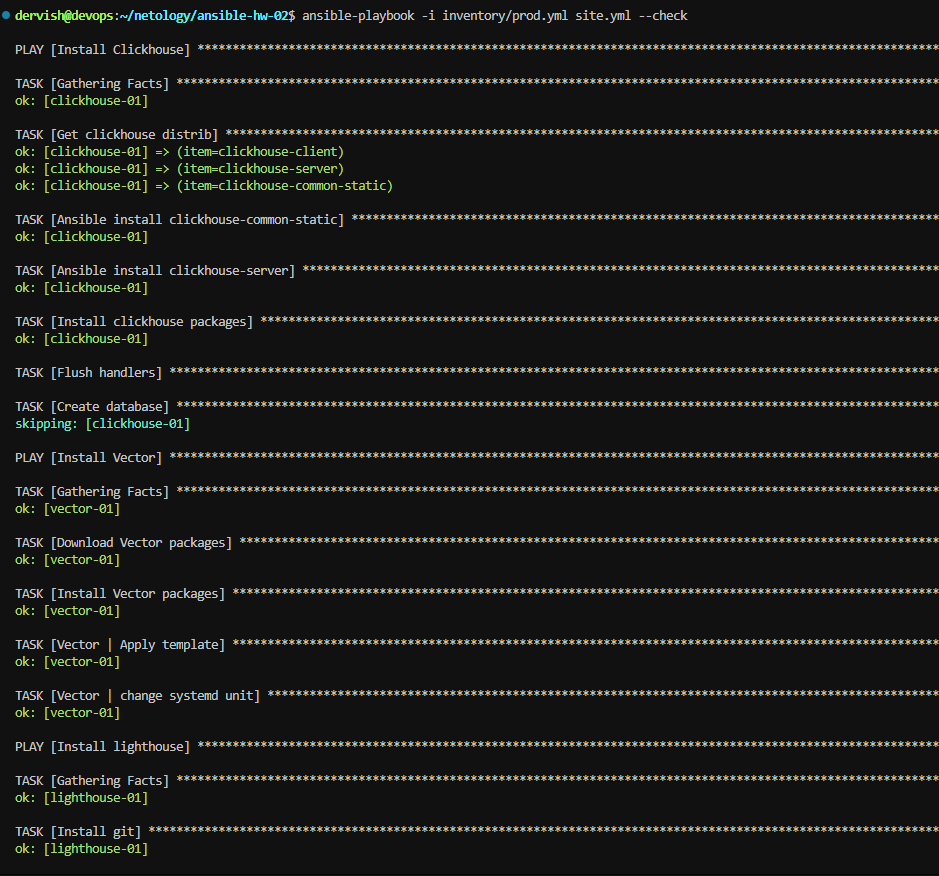 dervish@devops:~/netology/ansible-hw-02$ ansible-playbook -i inventory/prod.yml site.yml --check
PLAY [Install Clickhouse] **********************************************************************************************************
TASK [Gathering Facts] *************************************************************************************************************
ok: [clickhouse-01]
TASK [Get clickhouse distrib] ******************************************************************************************************
ok: [clickhouse-01] => (item=clickhouse-client)
ok: [clickhouse-01] => (item=clickhouse-server)
ok: [clickhouse-01] => (item=clickhouse-common-static)
TASK [Ansible install clickhouse-common-static] ************************************************************************************
ok: [clickhouse-01]
TASK [Ansible install clickhouse-server] *******************************************************************************************
ok: [clickhouse-01]
TASK [Install clickhouse packages] *************************************************************************************************
ok: [clickhouse-01]
TASK [Flush handlers] **************************************************************************************************************
TASK [Create database] *************************************************************************************************************
skipping: [clickhouse-01]
PLAY [Install Vector] **************************************************************************************************************
TASK [Gathering Facts] *************************************************************************************************************
ok: [vector-01]
TASK [Download Vector packages] ****************************************************************************************************
ok: [vector-01]
TASK [Install Vector packages] *****************************************************************************************************
ok: [vector-01]
TASK [Vector | Apply template] *****************************************************************************************************
ok: [vector-01]
TASK [Vector | change systemd unit] ************************************************************************************************
ok: [vector-01]
PLAY [Install lighthouse] **********************************************************************************************************
TASK [Gathering Facts] *************************************************************************************************************
ok: [lighthouse-01]
TASK [Install git] *****************************************************************************************************************
ok: [lighthouse-01]